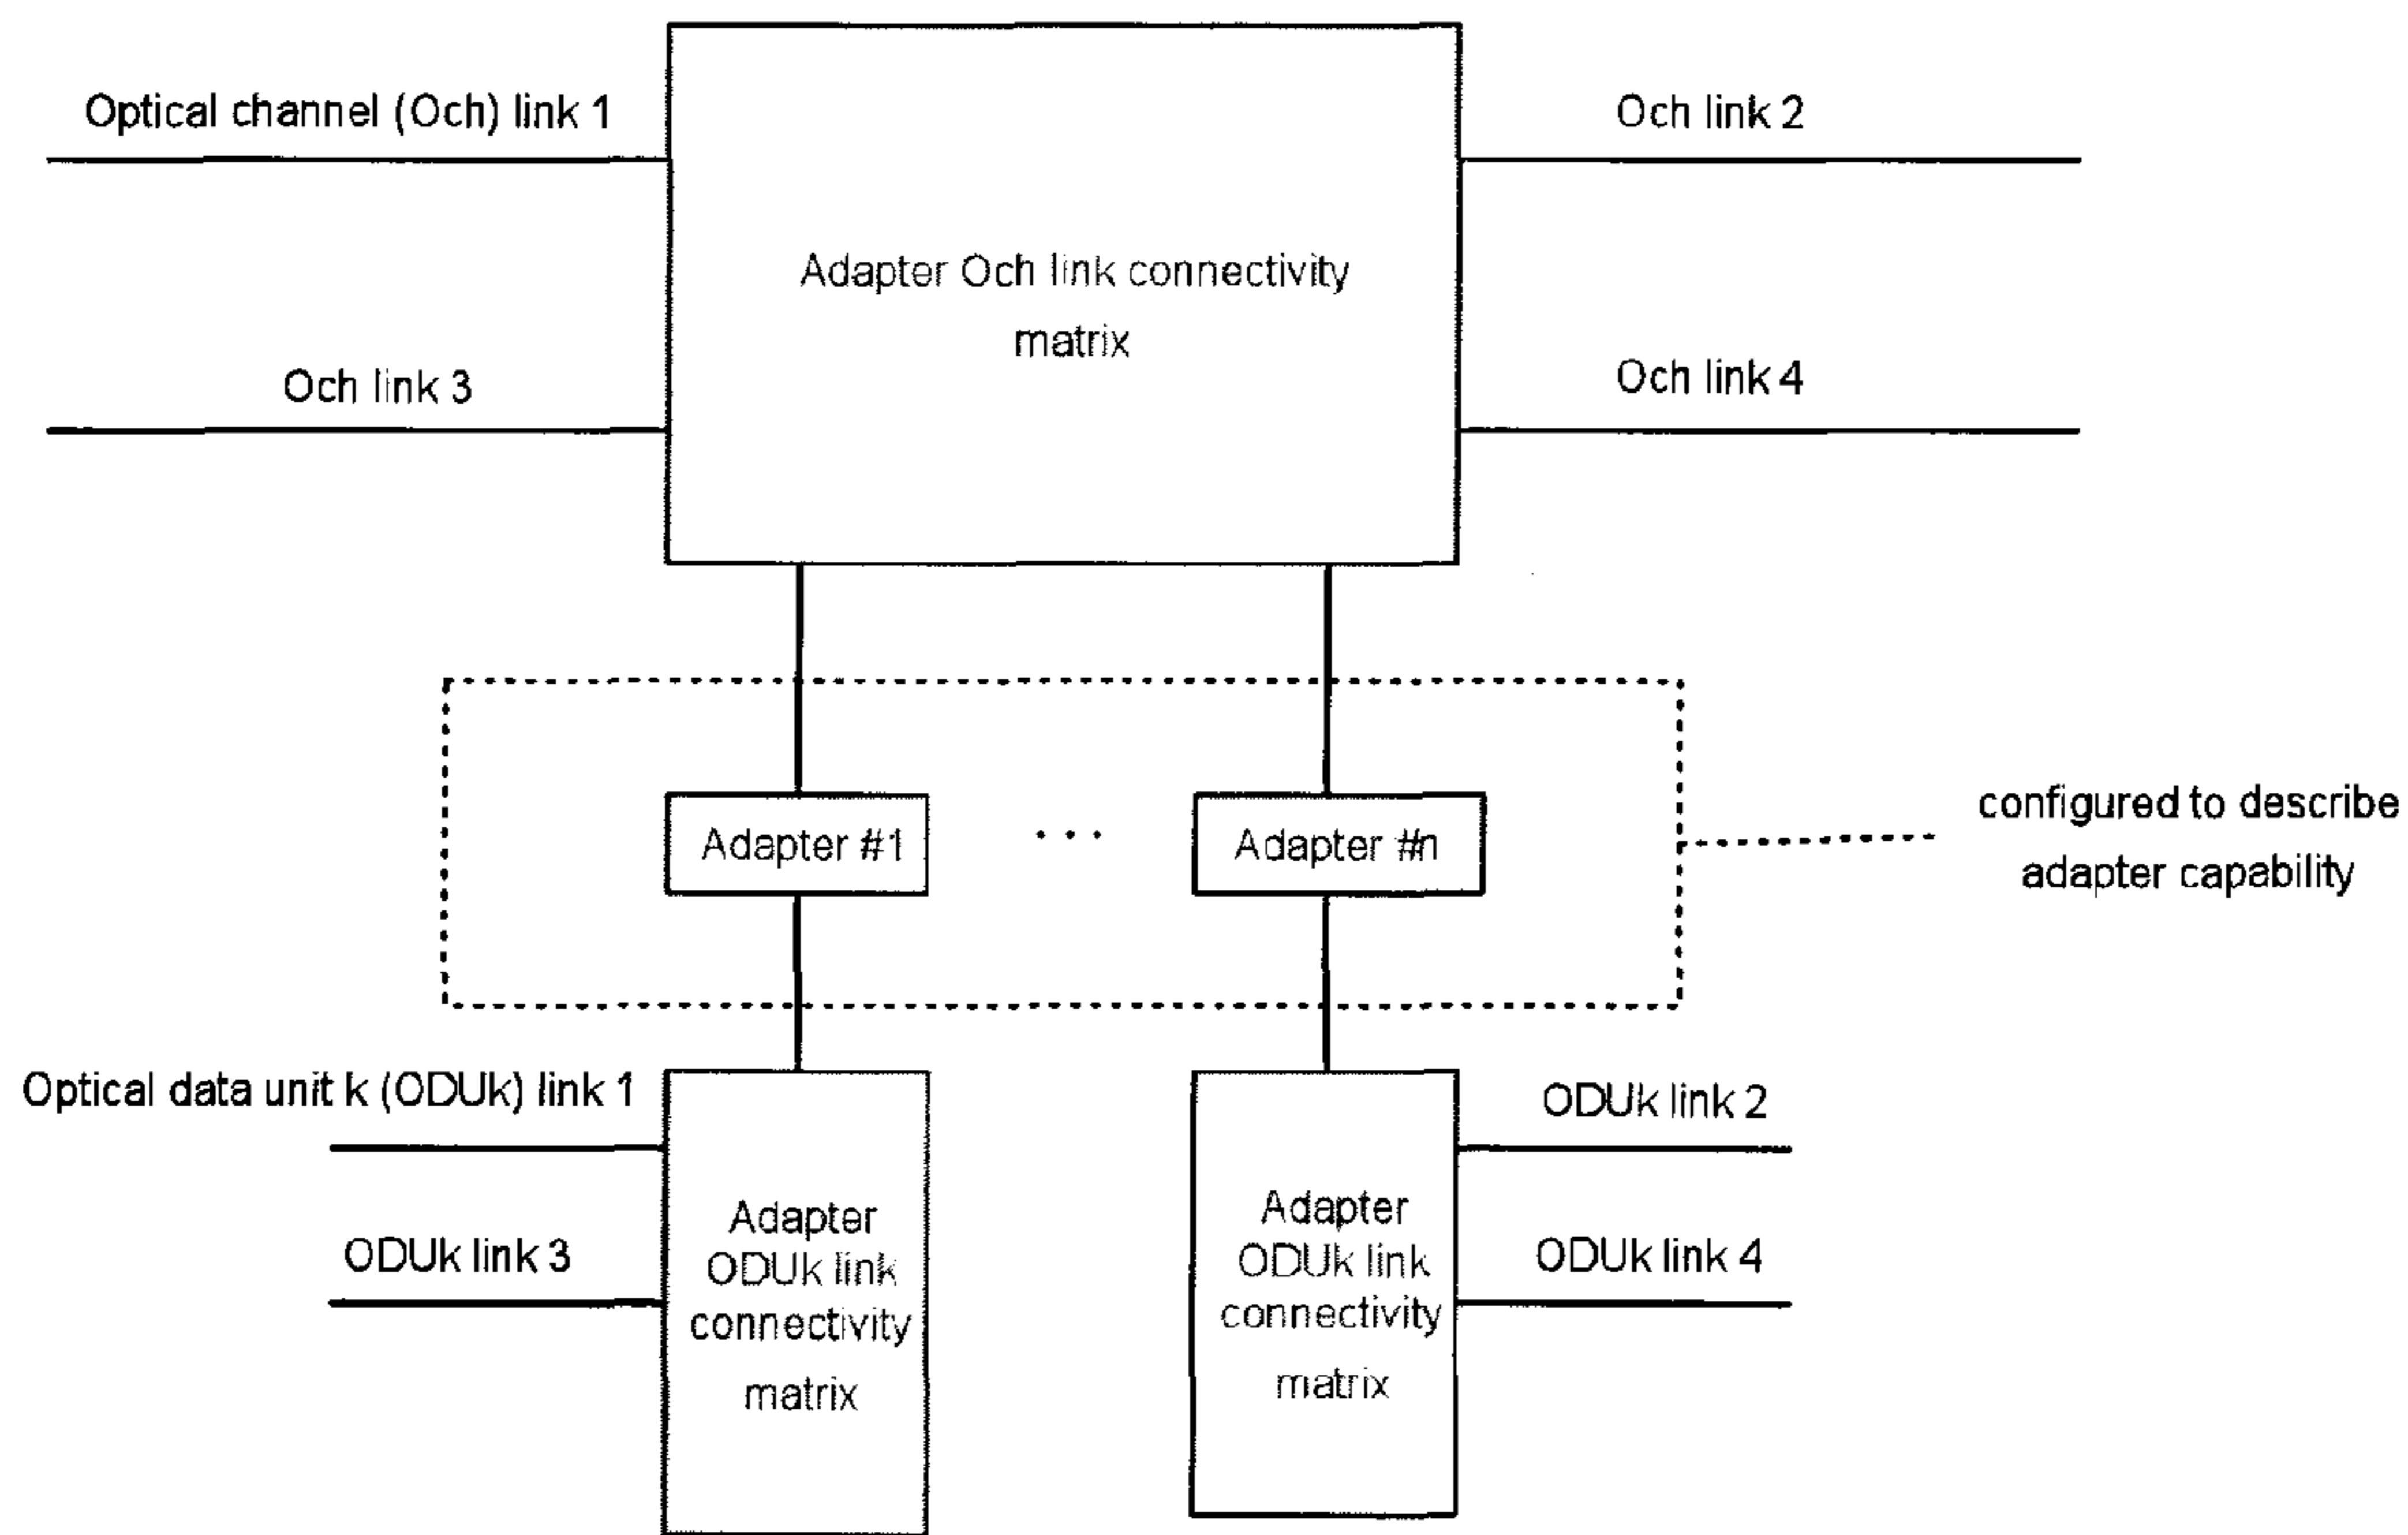 Optical channel (Och) link 1
Och link 2
Adapter Och link connectivity
matrix
Och link 3
Och link 4
Adapter #1
...
Adapter #n
configured to describe
adapter capability
Optical data unit k (ODUk) link 1
ODUk link 3
Adapter
ODUk link
connectivity
matrix
Adapter
ODUk link
connectivity
matrix
ODUk link 2
ODUk link 4